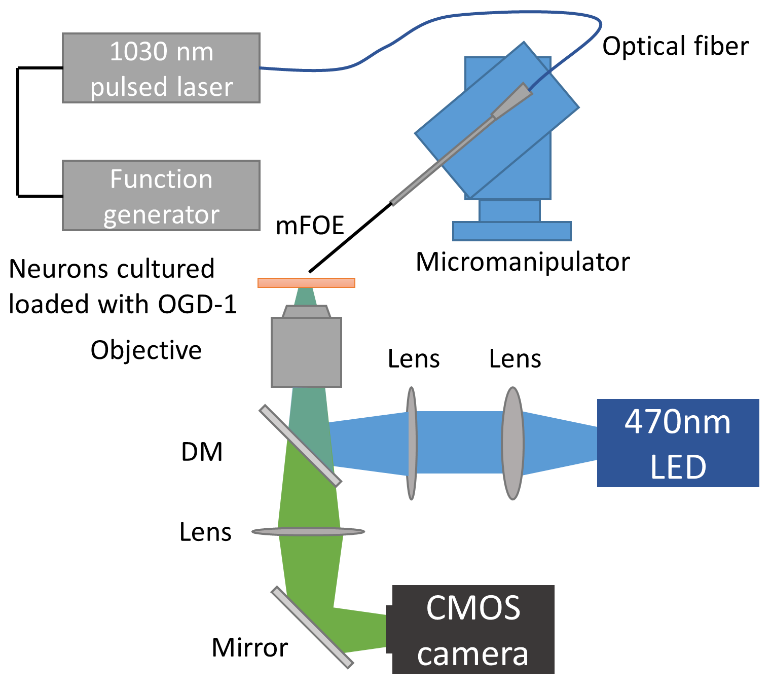 1030 nm
pulsed laser
Optical fiber
Function
generator
mFOE
Micromanipulator
Neurons cultured
loaded with OGD-1
Objective
Lens
Lens
470nm
LED
DM
Lens
CMOS
camera
Mirror